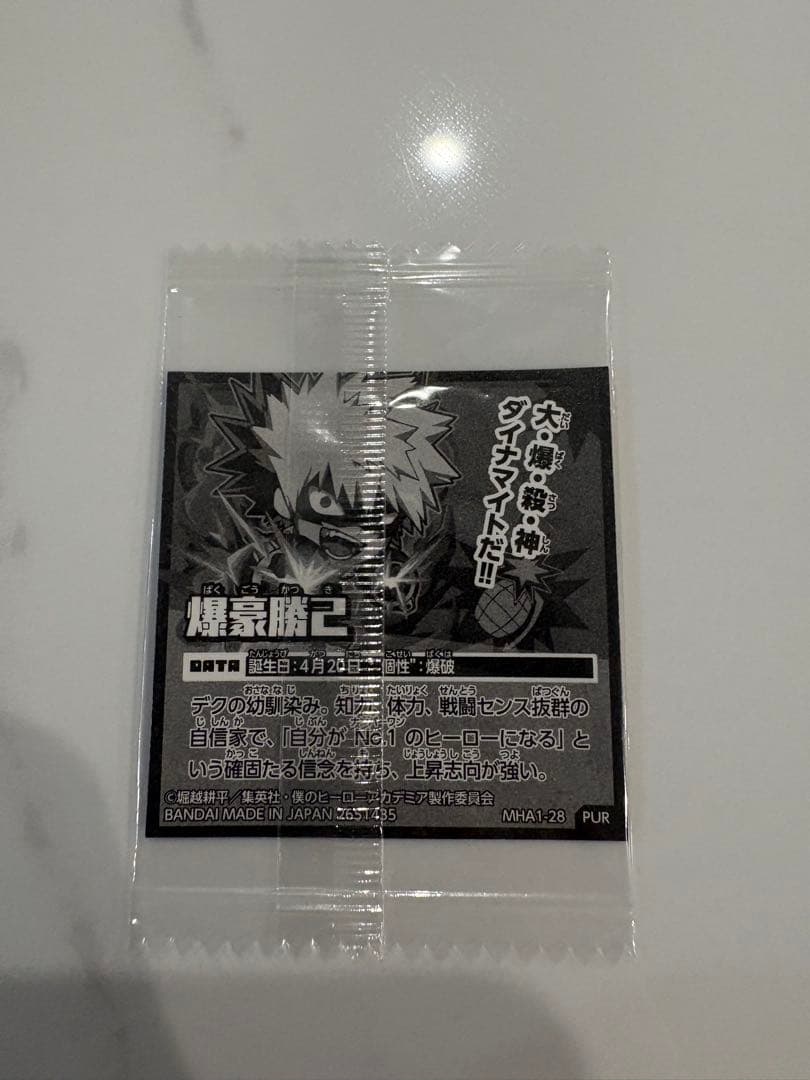 大・爆・殺・神
ダイナマイトだ!!
爆豪勝己
DATA 誕生日:4月20日 "個性":爆破
デクの幼馴染み。知力、体力、戦闘センス抜群の
自信家で、「自分が No.1 のヒーローになる」と
いう確固たる信念を持ち、上昇志向が強い。
©堀越耕平/集英社・僕のヒーローアカデミア製作委員会
BANDAI MADE IN JAPAN 26S1435
MHA1-28 PUR